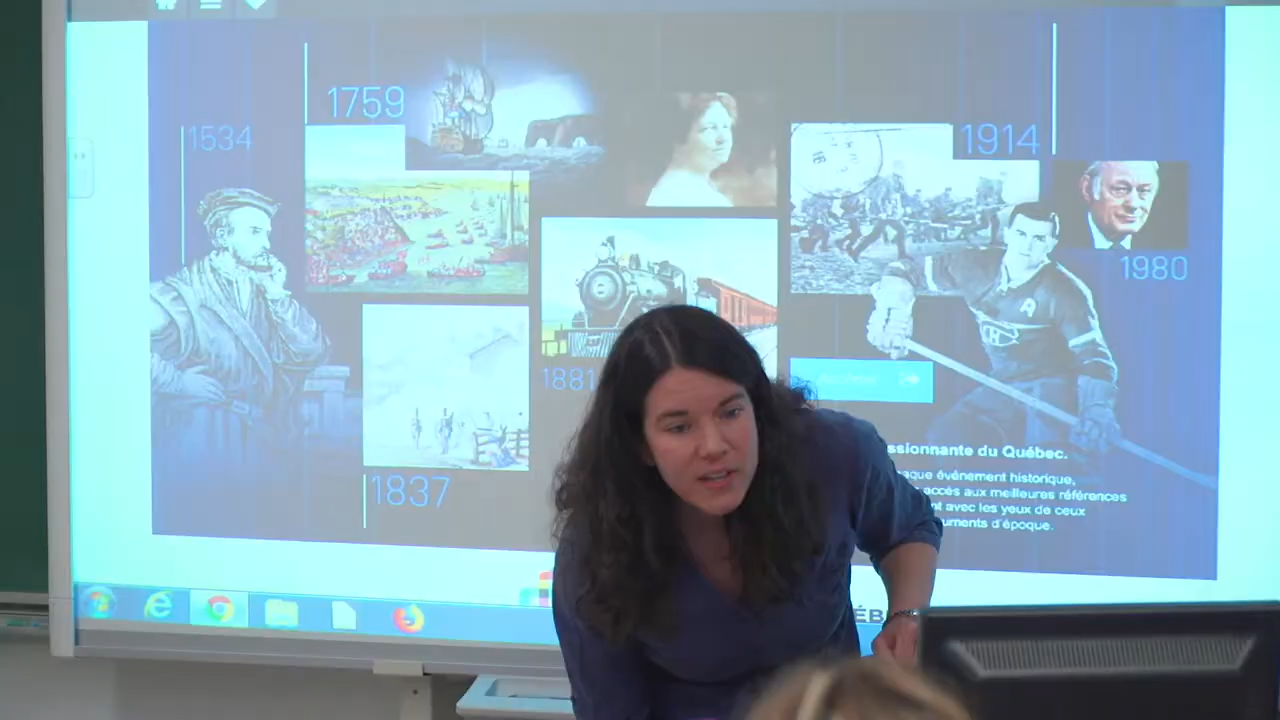 1759
1534
1914
1980
1881
1837
ssionnante du Québec.
aque événement historique,
accès aux meilleures références
nt avec les yeux de ceux
uments d'époque.